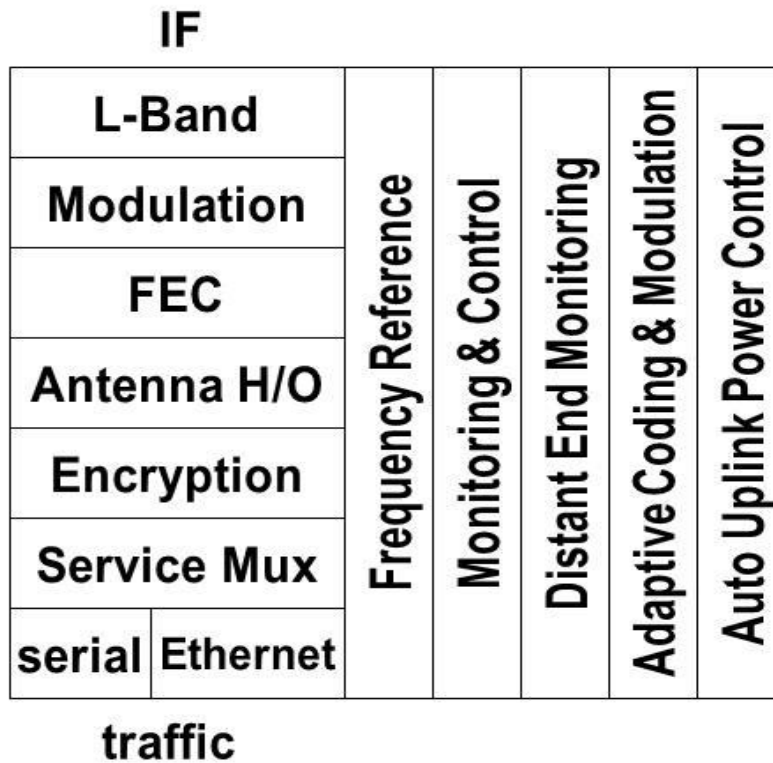 IF
L-Band
Modulation
FEC
Antenna H/O
Encryption
Service Mux
serial
Ethernet
traffic
Frequency Reference
Monitoring & Control
Distant End Monitoring
Adaptive Coding & Modulation
Auto Uplink Power Control